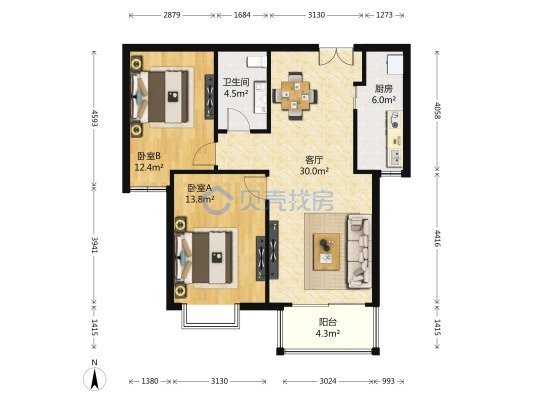 2879 1684 3130 1273
卫生间
4.5m²
厨房
6.0m²
4593
4058
卧室B
12.4m²
客厅
30.0m²
卧室A
13.8m²
贝壳找房
3941
4416
阳台
4.3m²
1415
1415
N
1380 3130 3024 993